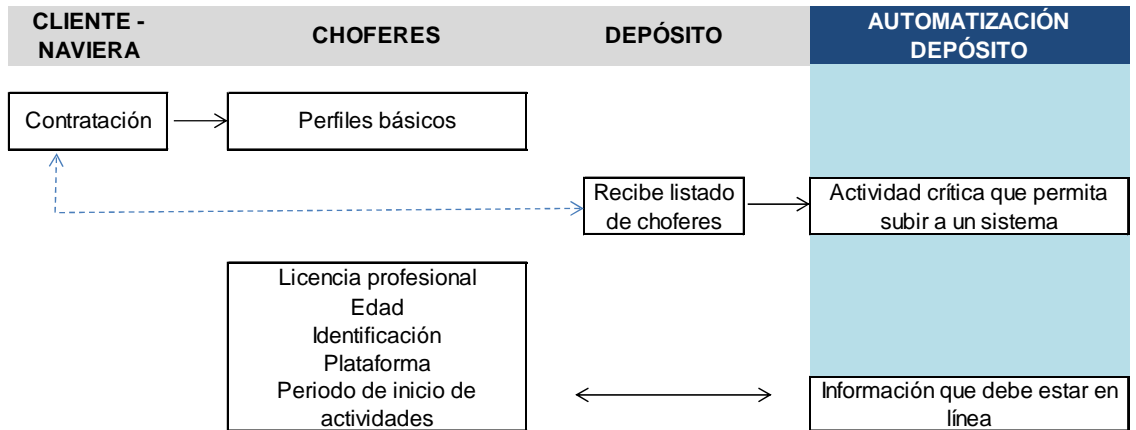 CLIENTE -
NAVIERA
CHOFERES
DEPÓSITO
AUTOMATIZACIÓN
DEPÓSITO
Contratación
Perfiles básicos
Recibe listado
de choferes
Actividad crítica que permita
subir a un sistema
Licencia profesional
Edad
Identificación
Plataforma
Periodo de inicio de
actividades
Información que debe estar en
línea